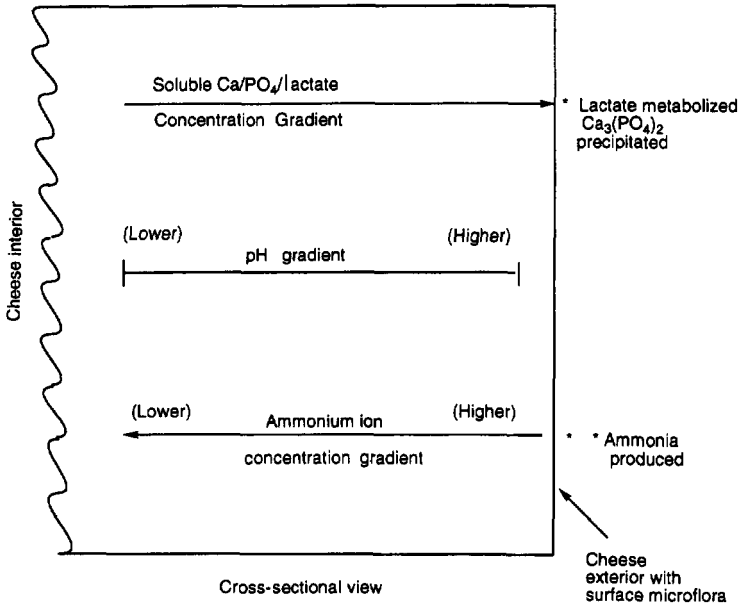 Soluble Ca/PO₄/lactate
Concentration Gradient
* Lactate metabolized
Ca₃(PO₄)₂
precipitated
Cheese interior
(Lower)
(Higher)
pH gradient
(Lower)
(Higher)
Ammonium ion
concentration gradient
* * Ammonia
produced
Cheese
exterior with
surface microflora
Cross-sectional view